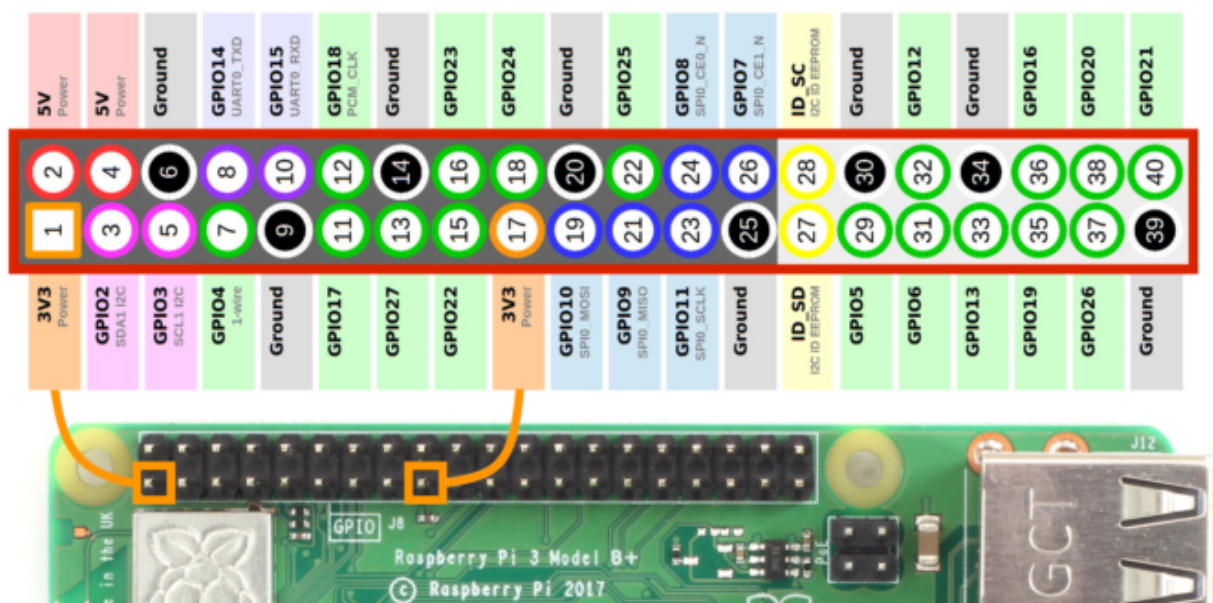 5V
Power
5V
Power
Ground
GPIO14
UART0_TXD
GPIO15
UART0_RXD
GPIO18
PCM_CLK
Ground
GPIO23
GPIO24
Ground
GPIO25
GPIO8
SPI0_CE0_N
GPIO7
SPI0_CE1_N
ID_SC
I2C ID EEPROM
Ground
GPIO12
Ground
GPIO16
GPIO20
GPIO21
2 4 6 8 10 12 14 16 18 20 22 24 26 28 30 32 34 36 38 40
1 3 5 7 9 11 13 15 17 19 21 23 25 27 29 31 33 35 37 39
3V3
Power
GPIO2
SDA1 I2C
GPIO3
SCL1 I2C
GPIO4
1-wire
Ground
GPIO17
GPIO27
GPIO22
3V3
Power
GPIO10
SPI0_MOSI
GPIO9
SPI0_MISO
GPIO11
SPI0_SCLK
Ground
ID_SD
I2C ID EEPROM
GPIO5
GPIO6
GPIO13
GPIO19
GPIO26
Ground
J12
GPIO J8
Raspberry Pi 3 Model B+
© Raspberry Pi 2017
PoE
GCT
e in the UK